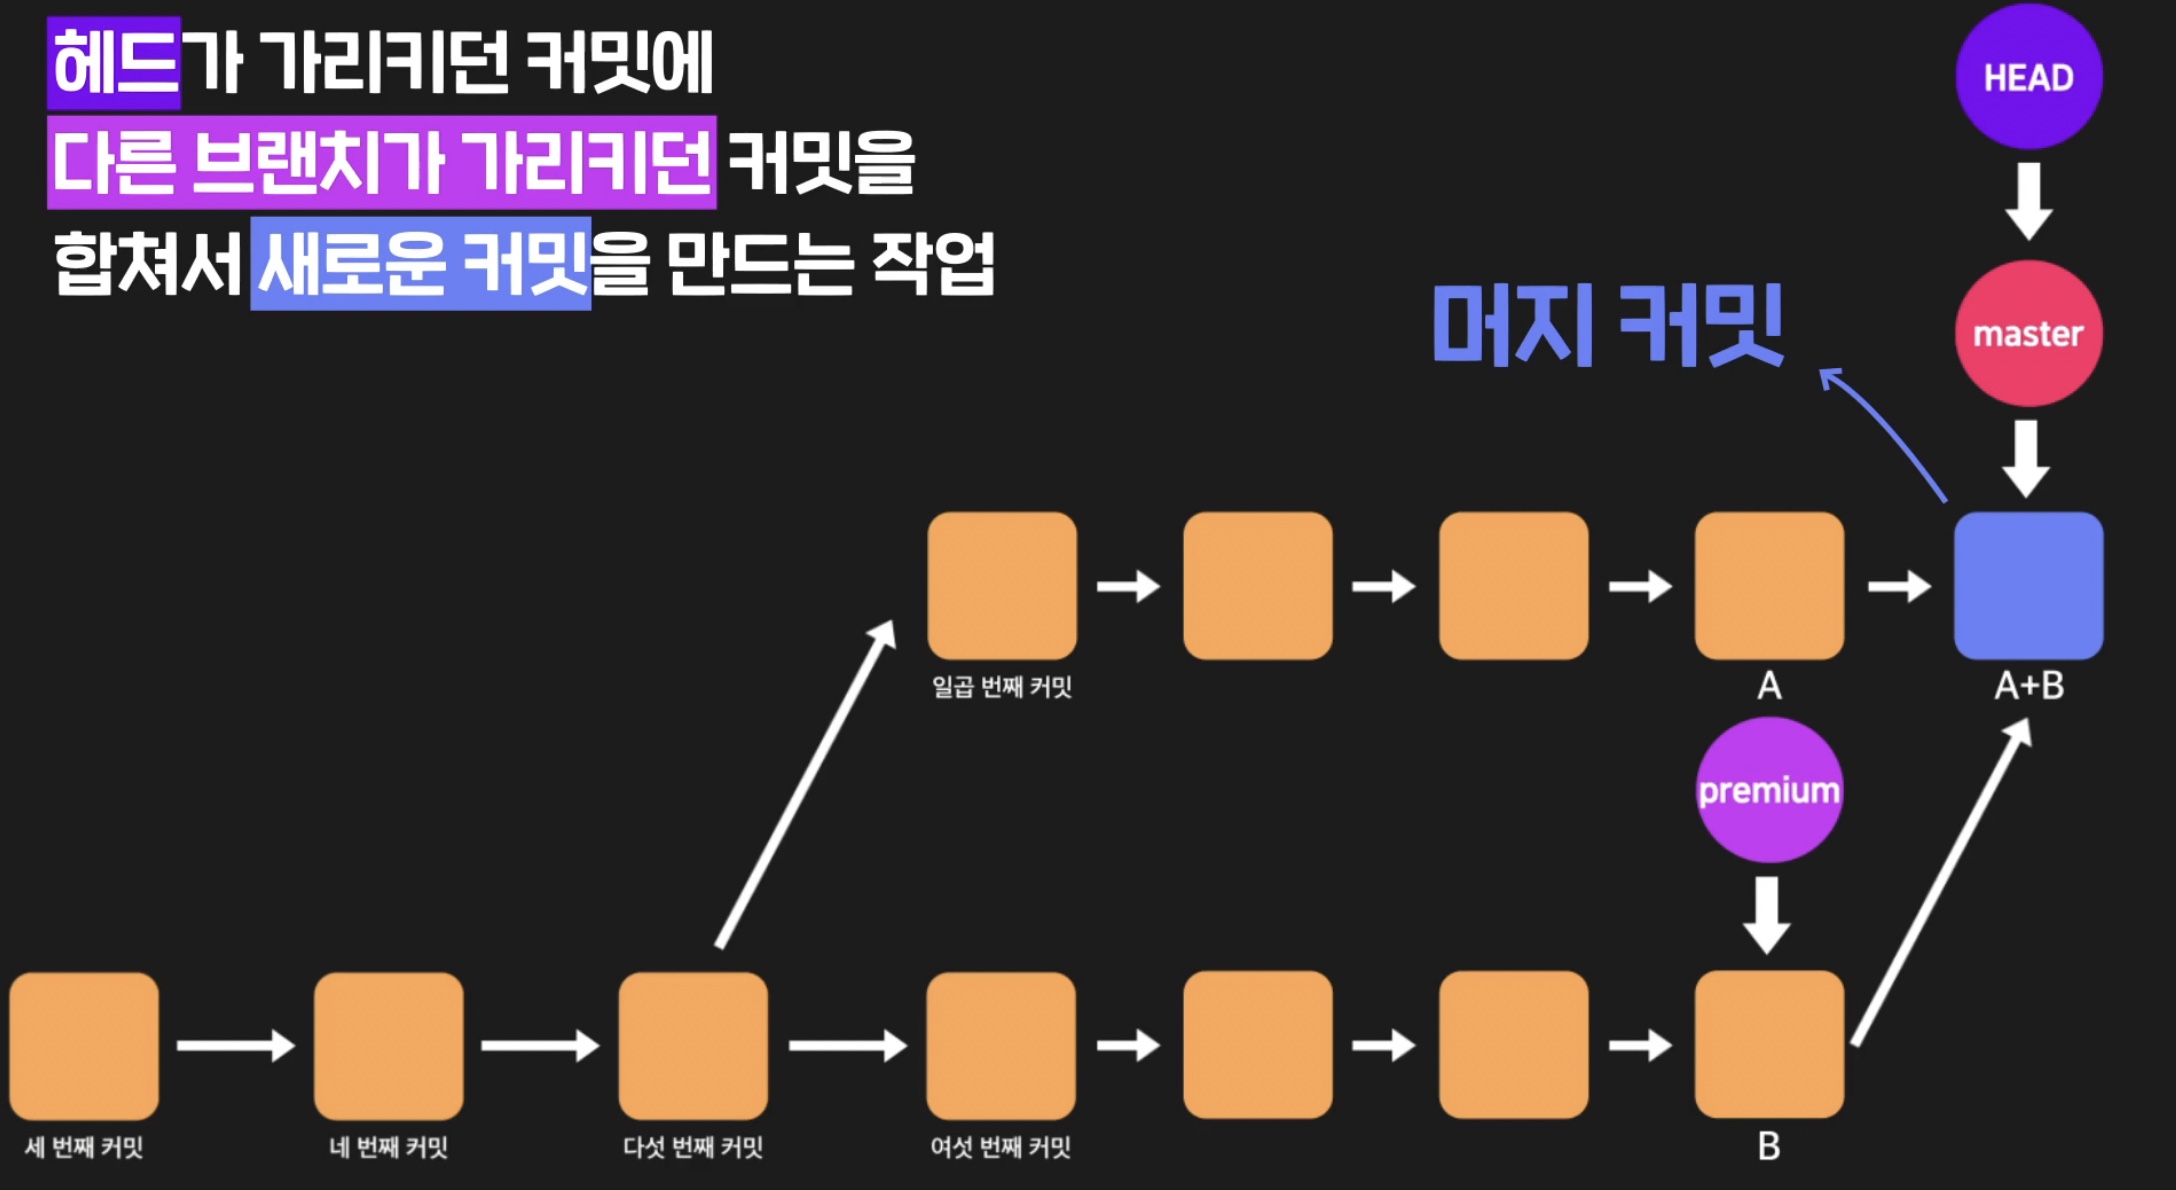 헤드가 가리키던 커밋에
다른 브랜치가 가리키던 커밋을
합쳐서 새로운 커밋을 만드는 작업
HEAD
머지 커밋
master
일곱 번째 커밋
A
A+B
premium
세 번째 커밋
네 번째 커밋
다섯 번째 커밋
여섯 번째 커밋
B